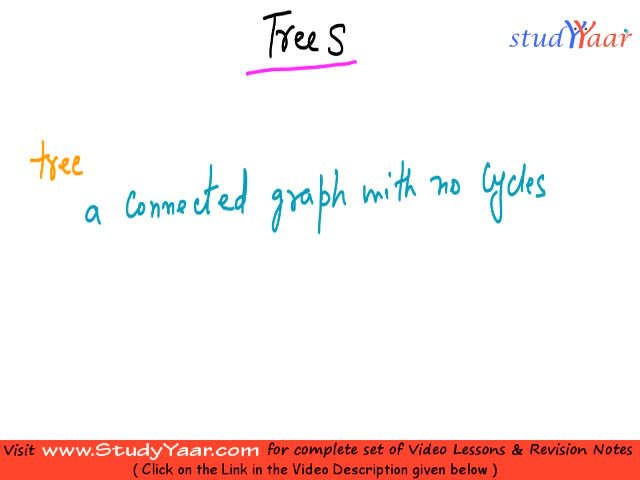 Trees
studYYaar
tree
a connected graph with no cycles
Visit www.StudyYaar.com for complete set of Video Lessons & Revision Notes
( Click on the Link in the Video Description given below )